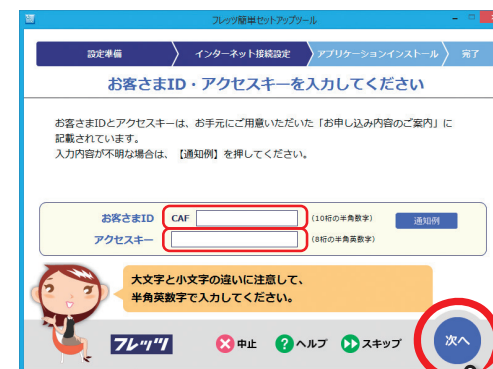 フレッツ簡単セットアップツール
設定準備
インターネット接続設定
アプリケーションインストール
完了
お客さまID・アクセスキーを入力してください
お客さまIDとアクセスキーは、お手元にご用意いただいた「お申し込み内容のご案内」に
記載されています。
入力内容が不明な場合は、【通知例】を押してください。
お客さまID CAF (10桁の半角数字) 通知例
アクセスキー (8桁の半角英数字)
大文字と小文字の違いに注意して、
半角英数字で入力してください。
フレッツ 中止 ヘルプ スキップ 次へ